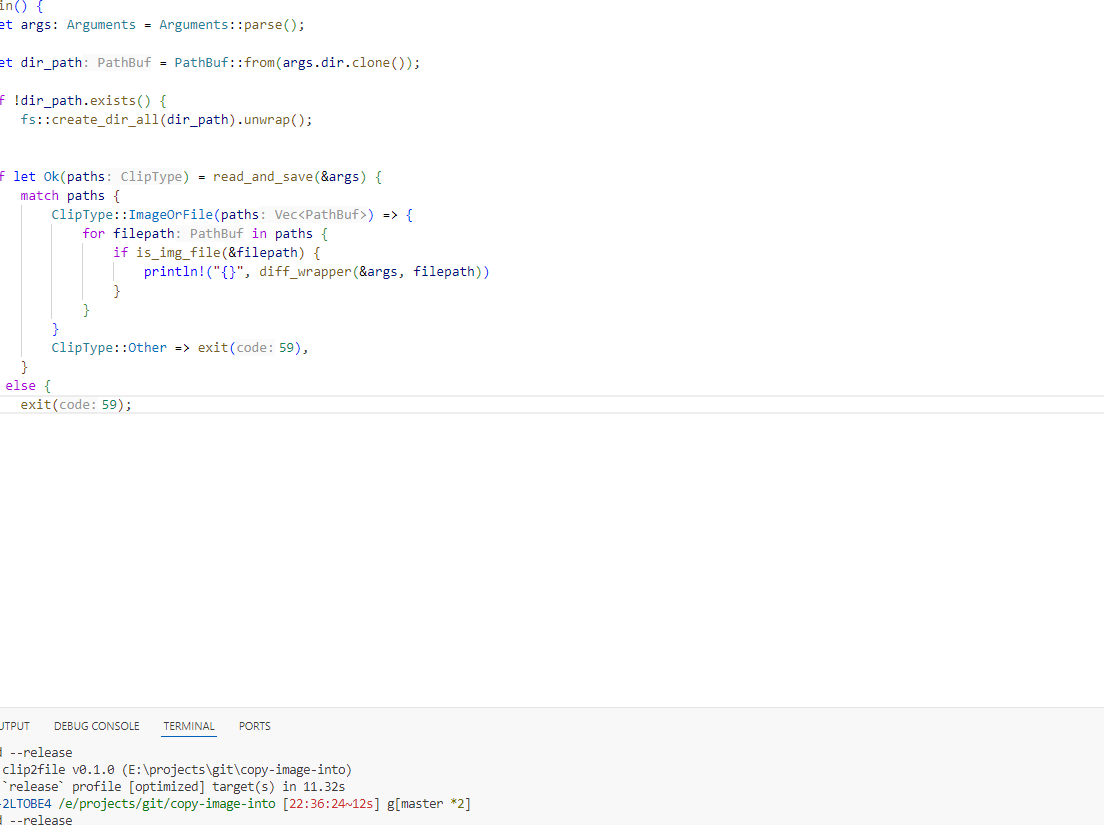 in() {
et args: Arguments = Arguments::parse();
et dir_path: PathBuf = PathBuf::from(args.dir.clone());
f !dir_path.exists() {
fs::create_dir_all(dir_path).unwrap();
f let Ok(paths: ClipType) = read_and_save(&args) {
match paths {
ClipType::ImageOrFile(paths: Vec<PathBuf>) => {
for filepath: PathBuf in paths {
if is_img_file(&filepath) {
println!("{}", diff_wrapper(&args, filepath))
}
}
}
ClipType::Other => exit(code: 59),
}
else {
exit(code: 59);
UTPUT DEBUG CONSOLE TERMINAL PORTS
d --release
clip2file v0.1.0 (E:\projects\git\copy-image-into)
`release` profile [optimized] target(s) in 11.32s
-2LTOBE4 /e/projects/git/copy-image-into [22:36:24~12s] g[master *2]
d --release